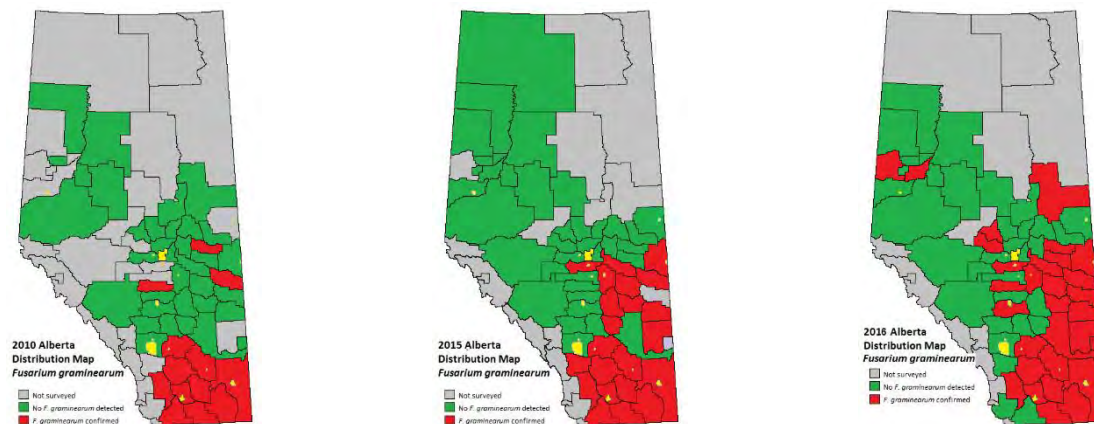 2010 Alberta
Distribution Map
Fusarium graminearum
Not surveyed
No F. graminearum detected
F. graminearum confirmed
2015 Alberta
Distribution Map
Fusarium graminearum
Not surveyed
No F. graminearum detected
F. graminearum confirmed
2016 Alberta
Distribution Map
Fusarium graminearum
Not surveyed
No F. graminearum detected
F. graminearum confirmed